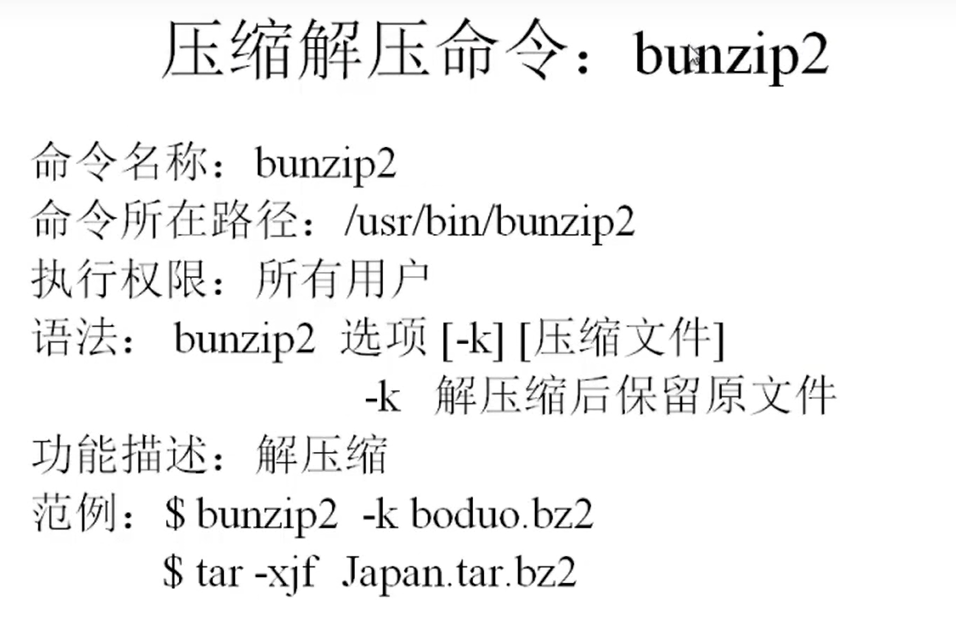 压缩解压命令：bunzip2
命令名称：bunzip2
命令所在路径：/usr/bin/bunzip2
执行权限：所有用户
语法： bunzip2 选项 [-k] [压缩文件]
-k 解压缩后保留原文件
功能描述：解压缩
范例：$ bunzip2 -k boduo.bz2
$ tar -xjf Japan.tar.bz2